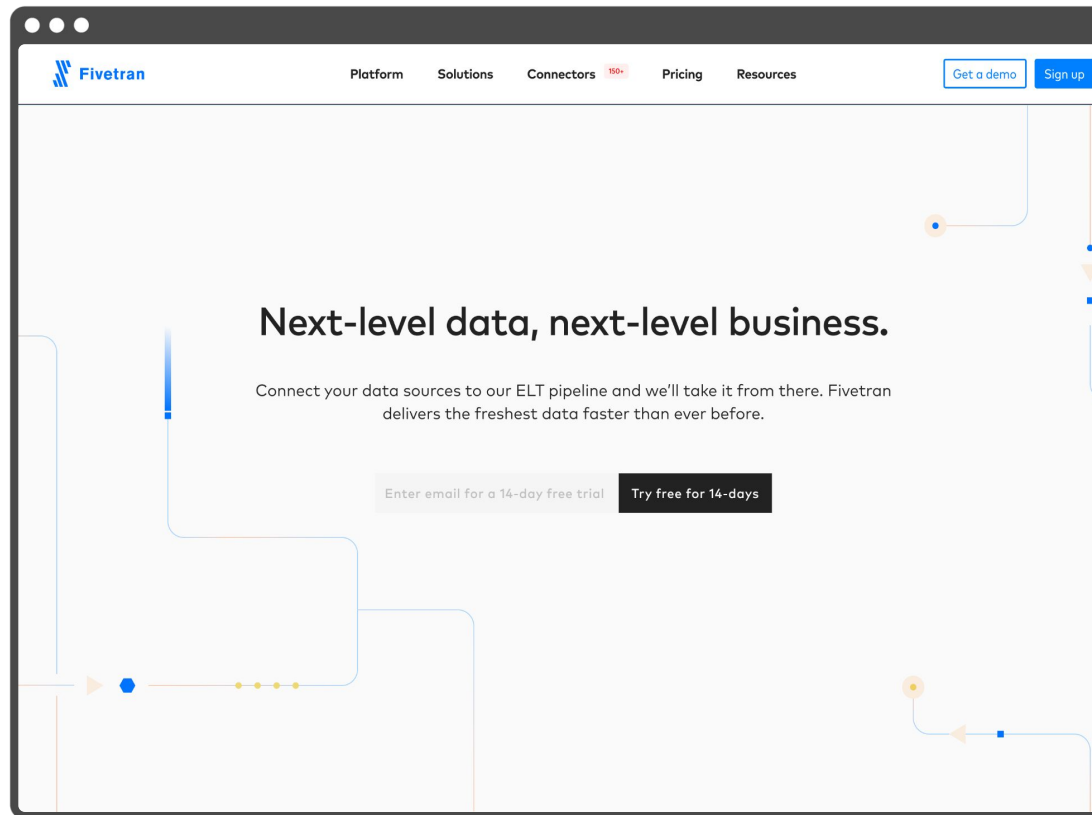 Fivetran
Platform Solutions Connectors 150+ Pricing Resources
Get a demo Sign up
Next-level data, next-level business.
Connect your data sources to our ELT pipeline and we'll take it from there. Fivetran
delivers the freshest data faster than ever before.
Enter email for a 14-day free trial Try free for 14-days